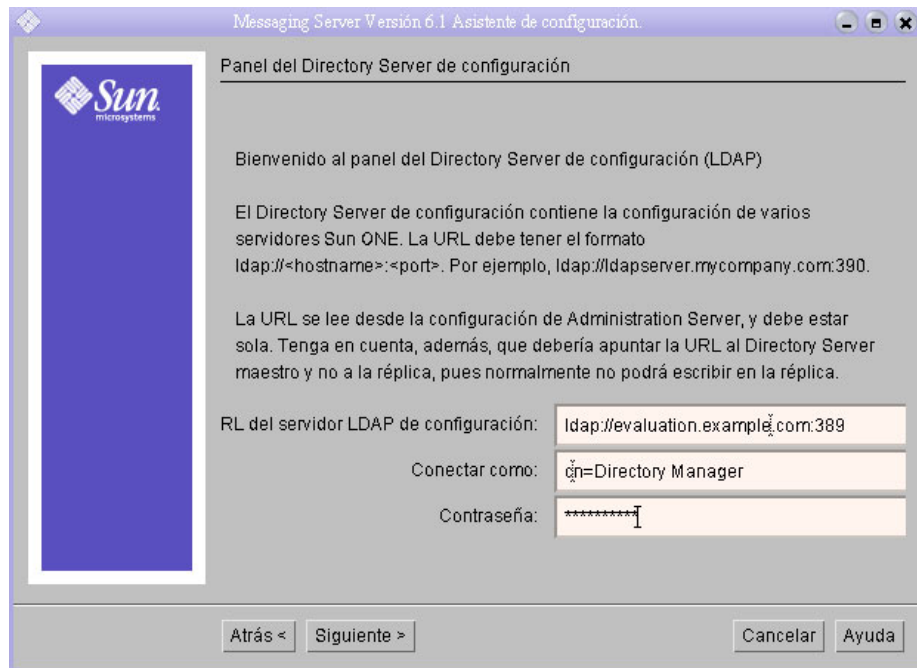 Messaging Server Versión 6.1 Asistente de configuración.
Sun
microsystems
Panel del Directory Server de configuración
Bienvenido al panel del Directory Server de configuración (LDAP)
El Directory Server de configuración contiene la configuración de varios
servidores Sun ONE. La URL debe tener el formato
ldap://<hostname>:<port>. Por ejemplo, ldap://ldapserver.mycompany.com:390.
La URL se lee desde la configuración de Administration Server, y debe estar
sola. Tenga en cuenta, además, que debería apuntar la URL al Directory Server
maestro y no a la réplica, pues normalmente no podrá escribir en la réplica.
RL del servidor LDAP de configuración: ldap://evaluation.example.com:389
Conectar como: cn=Directory Manager
Contraseña: **********
Atrás < Siguiente > Cancelar Ayuda